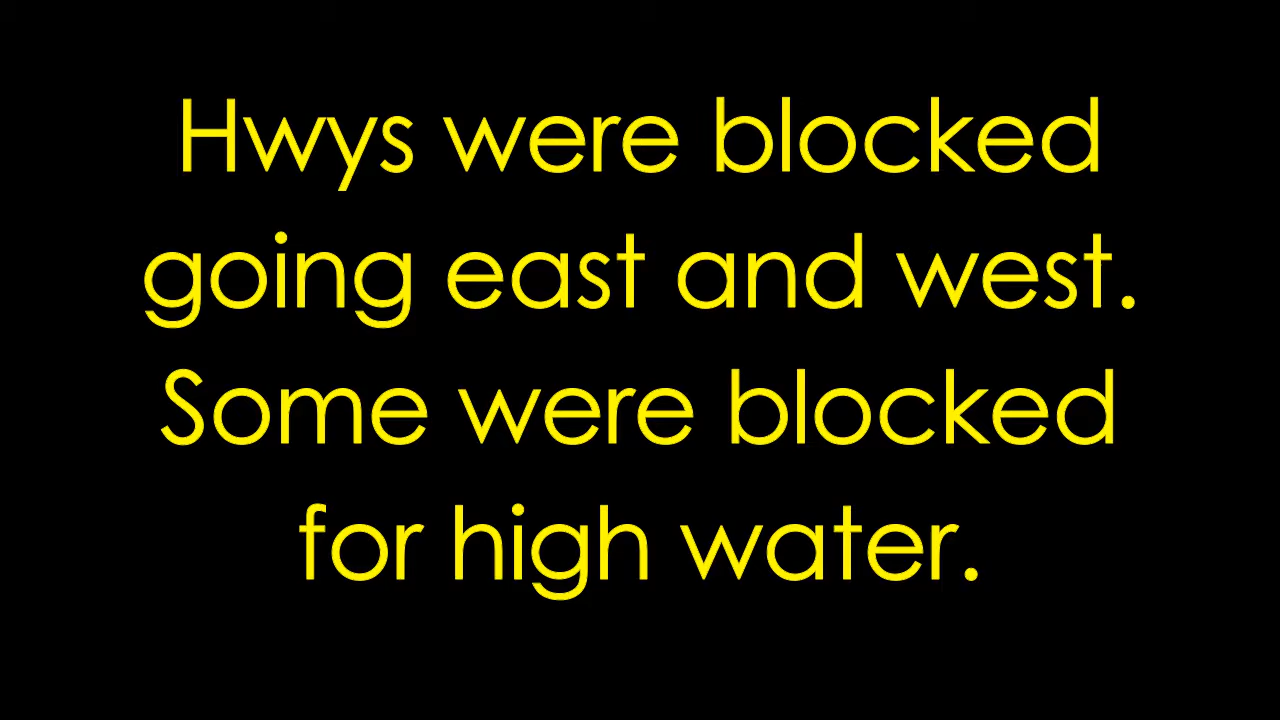 Hwys were blocked
going east and west.
Some were blocked
for high water.